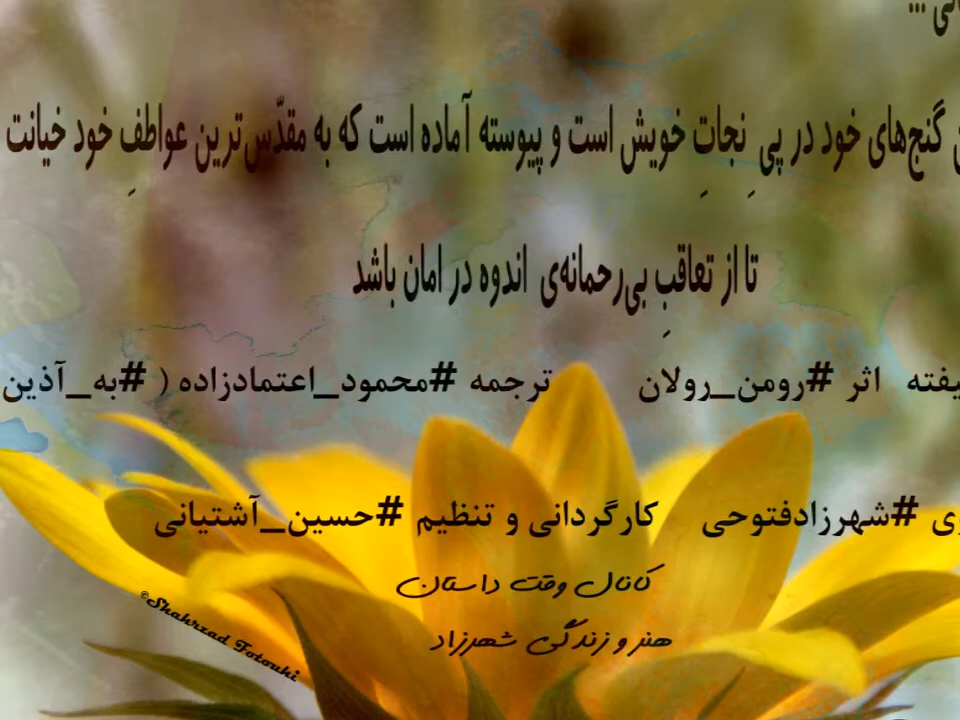 گنج‌های خود در پیِ نجاتِ خویش است و پیوسته آماده است که به مقدّس‌ترین عواطفِ خود خیانت
تا از تعاقبِ بی‌رحمانه‌ی اندوه در امان باشد
اثر #رومن_رولان ترجمه #محمود_اعتمادزاده ( #به_آذین
#شهرزادفتوحی کارگردانی و تنظیم #حسین_آشتیانی
کانال وقت داستان
هنر و زندگی شهرزاد
©Shahrzad Fotouhi